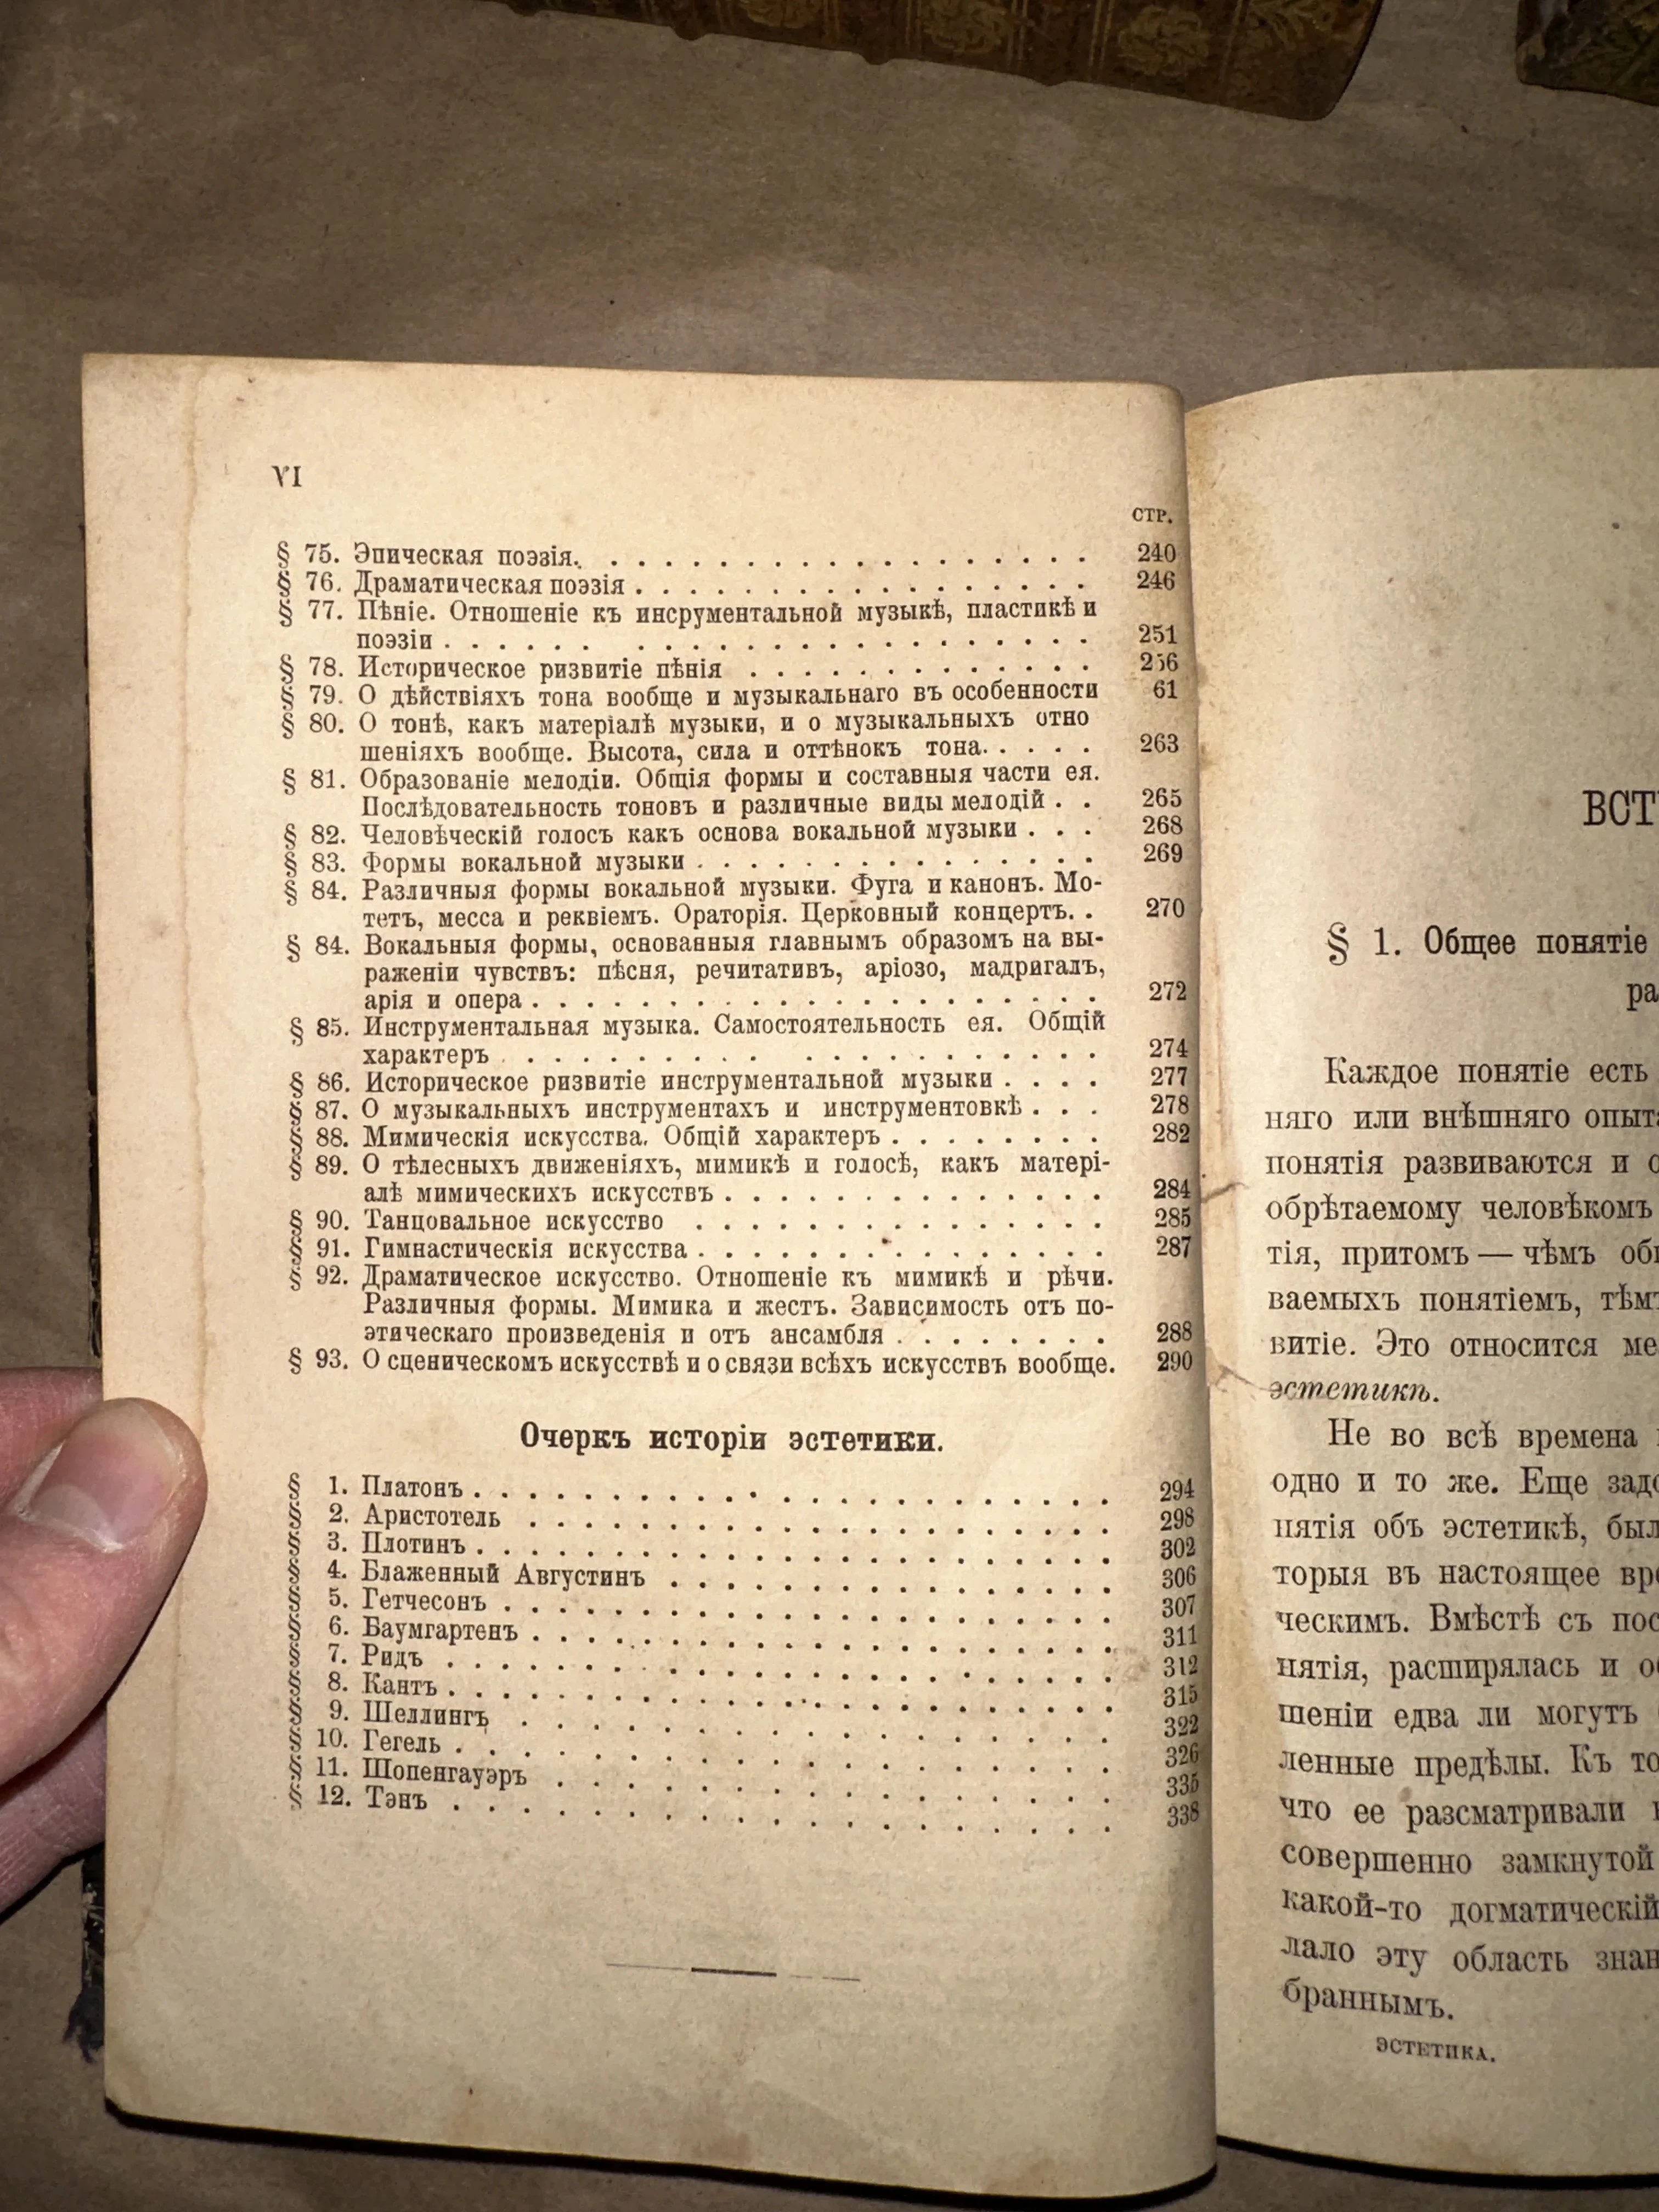 VI
СТР.
§ 75. Эпическая поэзія. . . . . . . . . . . . . . . . . . . . 240
§ 76. Драматическая поэзія . . . . . . . . . . . . . . . . . 246
§ 77. Пѣніе. Отношеніе къ инсрументальной музыкѣ, пластикѣ и
поэзіи . . . . . . . . . . . . . . . . . . . . . . . 251
§ 78. Историческое ризвитіе пѣнія . . . . . . . . . . . . . 256
§ 79. О дѣйствіяхъ тона вообще и музыкальнаго въ особенности 61
§ 80. О тонѣ, какъ матеріалѣ музыки, и о музыкальныхъ отно
шеніяхъ вообще. Высота, сила и оттѣнокъ тона. . . . . 263
§ 81. Образованіе мелодіи. Общія формы и составныя части ея.
Послѣдовательность тоновъ и различные виды мелодій . . 265
§ 82. Человѣческій голосъ какъ основа вокальной музыки . . . 268
§ 83. Формы вокальной музыки . . . . . . . . . . . . . . . 269
§ 84. Различныя формы вокальной музыки. Фуга и канонъ. Мо-
тетъ, месса и реквіемъ. Ораторія. Церковный концертъ. . 270
§ 84. Вокальныя формы, основанныя главнымъ образомъ на вы-
раженіи чувствъ: пѣсня, речитативъ, аріозо, мадригалъ,
арія и опера . . . . . . . . . . . . . . . . . . . . . 272
§ 85. Инструментальная музыка. Самостоятельность ея. Общій
характеръ . . . . . . . . . . . . . . . . . . . . . 274
§ 86. Историческое ризвитіе инструментальной музыки . . . . 277
§ 87. О музыкальныхъ инструментахъ и инструментовкѣ . . . 278
§ 88. Мимическія искусства. Общій характеръ . . . . . . . . 282
§ 89. О тѣлесныхъ движеніяхъ, мимикѣ и голосѣ, какъ матері-
алѣ мимическихъ искусствъ . . . . . . . . . . . . . . 284
§ 90. Танцовальное искусство . . . . . . . . . . . . . . . 285
§ 91. Гимнастическія искусства . . . . . . . . . . . . . . . 287
§ 92. Драматическое искусство. Отношеніе къ мимикѣ и рѣчи.
Различныя формы. Мимика и жестъ. Зависимость отъ по-
этическаго произведенія и отъ ансамбля . . . . . . . . 288
§ 93. О сценическомъ искусствѣ и о связи всѣхъ искусствъ вообще. 290
Очеркъ исторіи эстетики.
§ 1. Платонъ . . . . . . . . . . . . . . . . . . . . . . 294
§ 2. Аристотель . . . . . . . . . . . . . . . . . . . . . 298
§ 3. Плотинъ . . . . . . . . . . . . . . . . . . . . . . 302
§ 4. Блаженный Августинъ . . . . . . . . . . . . . . . . 306
§ 5. Гетчесонъ . . . . . . . . . . . . . . . . . . . . . 307
§ 6. Баумгартенъ . . . . . . . . . . . . . . . . . . . . 311
§ 7. Ридъ . . . . . . . . . . . . . . . . . . . . . . . 312
§ 8. Кантъ . . . . . . . . . . . . . . . . . . . . . . . 315
§ 9. Шеллингъ . . . . . . . . . . . . . . . . . . . . . 322
§ 10. Гегель . . . . . . . . . . . . . . . . . . . . . . 326
§ 11. Шопенгауэръ . . . . . . . . . . . . . . . . . . . 335
§ 12. Тэнъ . . . . . . . . . . . . . . . . . . . . . . . 338
ВСТ
§ 1. Общее понятіе
ра
Каждое понятіе есть
няго или внѣшняго опыта
понятія развиваются и о
обрѣтаемому человѣкомъ
тія, притомъ — чѣмъ об
ваемыхъ понятіемъ, тѣмъ
витіе. Это относится ме
эстетикѣ.
Не во всѣ времена
одно и то же. Еще задо
нятія объ эстетикѣ, был
торыя въ настоящее вре
ческимъ. Вмѣстѣ съ пос
нятія, расширялась и о
шеніи едва ли могутъ
ленные предѣлы. Къ то
что ее разсматривали
совершенно замкнутой
какой-то догматическій
лало эту область знан
браннымъ.
ЭСТЕТИКА.